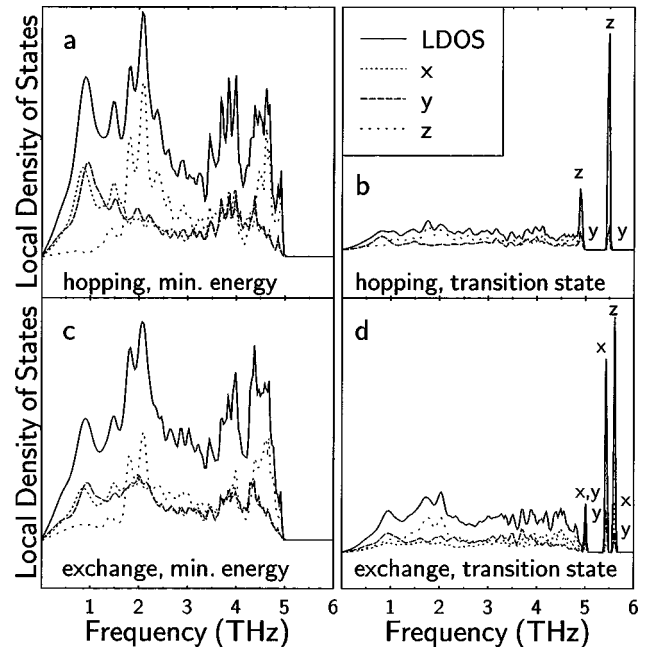 a
Local Density of States
hopping, min. energy
LDOS
x
y
z
b
z
y
z
y
hopping, transition state
c
Local Density of States
exchange, min. energy
1 2 3 4 5 6
Frequency (THz)
d
x,y
y
x
z
x
y
exchange, transition state
1 2 3 4 5 6
Frequency (THz)